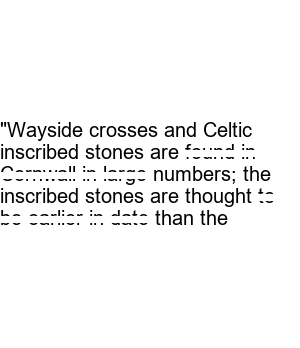 "Wayside crosses and Celtic
inscribed stones are found in
Cornwall in large numbers; the
inscribed stones are thought to
be earlier in date than the